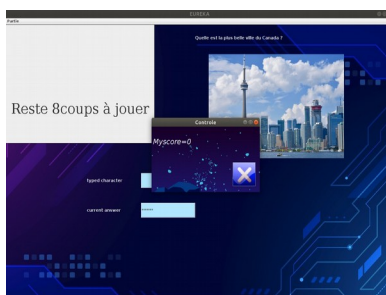 EUREKA
Partie
Quelle est la plus belle ville du Canada ?
Reste 8coups à jouer
Controle
Myscore=0
typed character
current answer